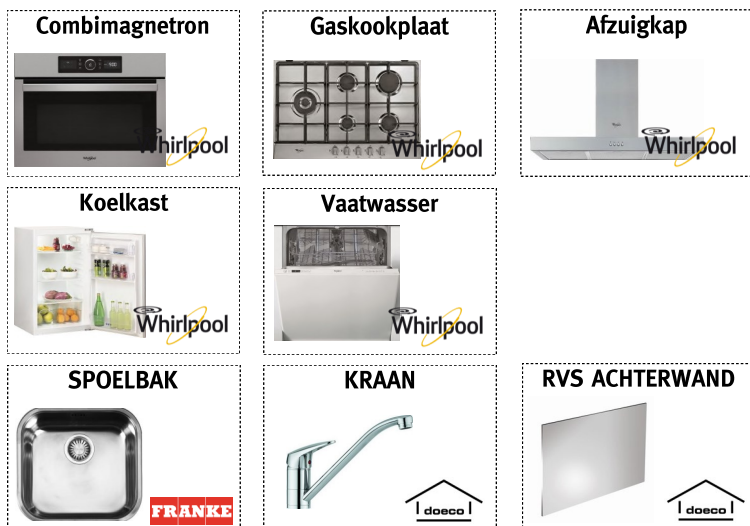 Combimagnetron
Whirlpool
Gaskookplaat
Whirlpool
Afzuigkap
Whirlpool
Koelkast
Whirlpool
Vaatwasser
Whirlpool
SPOELBAK
FRANKE
KRAAN
doeco
RVS ACHTERWAND
doeco